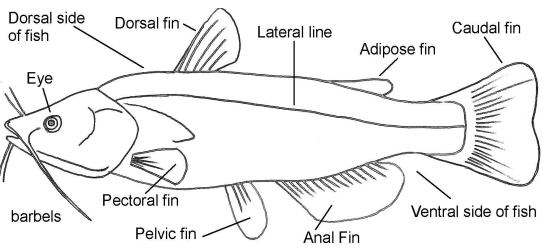 Dorsal side
of fish
Dorsal fin
Lateral line
Adipose fin
Caudal fin
Eye
barbels
Pectoral fin
Pelvic fin
Anal Fin
Ventral side of fish